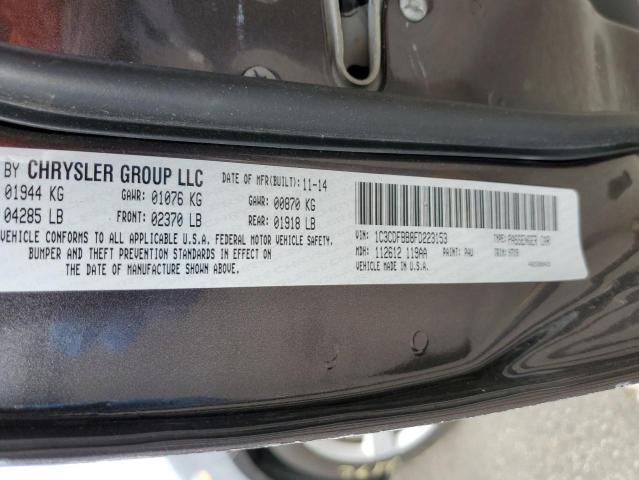 BY CHRYSLER GROUP LLC DATE OF MFR(BUILT): 11-14
01944 KG GAWR: 01076 KG GAWR: 00870 KG
04285 LB FRONT: 02370 LB REAR: 01918 LB
VEHICLE CONFORMS TO ALL APPLICABLE U.S.A. FEDERAL MOTOR VEHICLE SAFETY,
BUMPER AND THEFT PREVENTION STANDARDS IN EFFECT ON
THE DATE OF MANUFACTURE SHOWN ABOVE.
VIN: 1C3CDFBB8FD223153 TYPE: PASSENGER CAR
MDH: 112612 119AA PAINT: PAU TRIM:
VEHICLE MADE IN U.S.A.